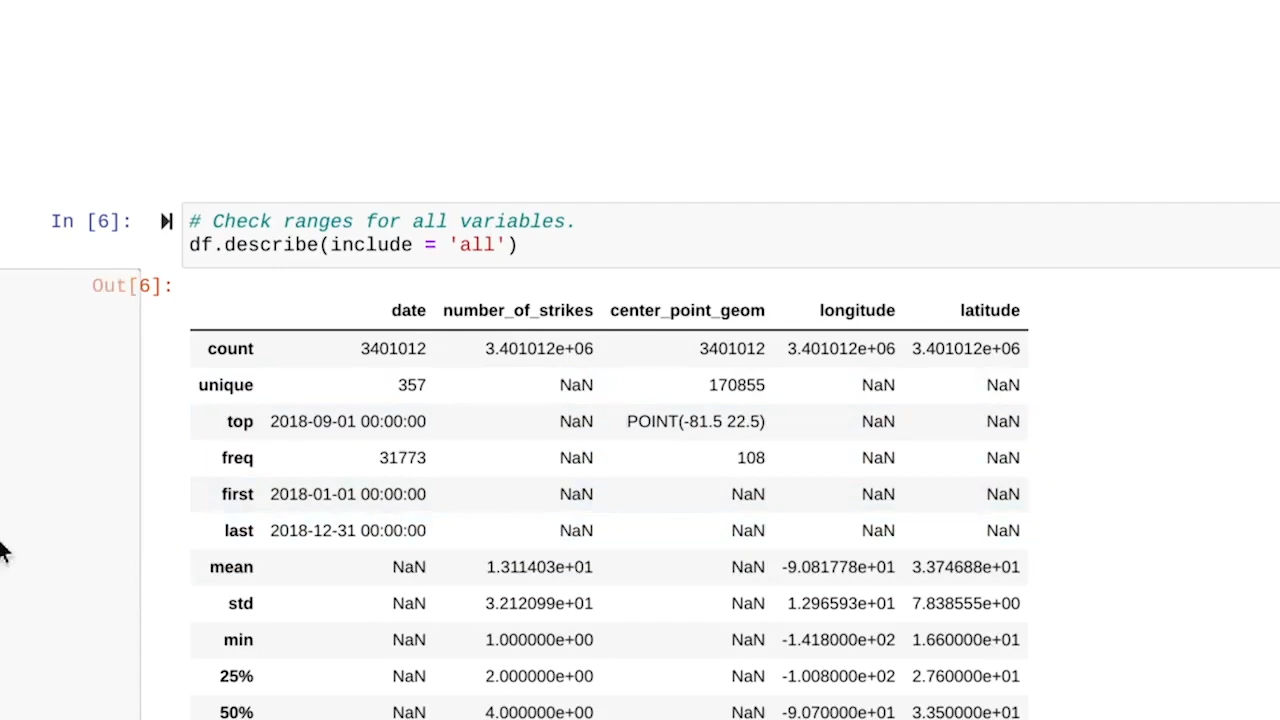 In [6]: # Check ranges for all variables.
df.describe(include = 'all')
Out[6]:
date number_of_strikes center_point_geom longitude latitude
count 3401012 3.401012e+06 3401012 3.401012e+06 3.401012e+06
unique 357 NaN 170855 NaN NaN
top 2018-09-01 00:00:00 NaN POINT(-81.5 22.5) NaN NaN
freq 31773 NaN 108 NaN NaN
first 2018-01-01 00:00:00 NaN NaN NaN NaN
last 2018-12-31 00:00:00 NaN NaN NaN NaN
mean NaN 1.311403e+01 NaN -9.081778e+01 3.374688e+01
std NaN 3.212099e+01 NaN 1.296593e+01 7.838555e+00
min NaN 1.000000e+00 NaN -1.418000e+02 1.660000e+01
25% NaN 2.000000e+00 NaN -1.008000e+02 2.760000e+01
50% NaN 4.000000e+00 NaN -9.070000e+01 3.350000e+01